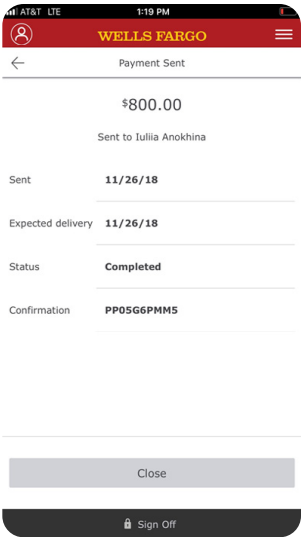 AT&T LTE 1:19 PM
WELLS FARGO
Payment Sent
$800.00
Sent to Iuliia Anokhina
Sent 11/26/18
Expected delivery 11/26/18
Status Completed
Confirmation PP05G6PMM5
Close
Sign Off